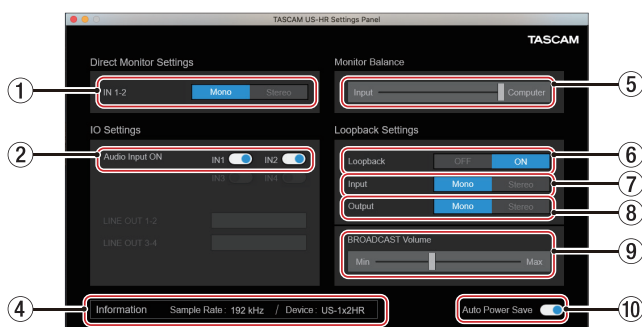 TASCAM US-HR Settings Panel
TASCAM
Direct Monitor Settings
Monitor Balance
1
IN 1-2
Mono
Stereo
Input
Computer
5
IO Settings
Loopback Settings
2
Audio Input ON
IN1
IN2
IN3
IN4
Loopback
OFF
ON
6
Input
Mono
Stereo
7
Output
Mono
Stereo
8
LINE OUT 1-2
LINE OUT 3-4
BROADCAST Volume
Min
Max
9
4
Information
Sample Rate : 192 kHz / Device : US-1x2HR
Auto Power Save
10